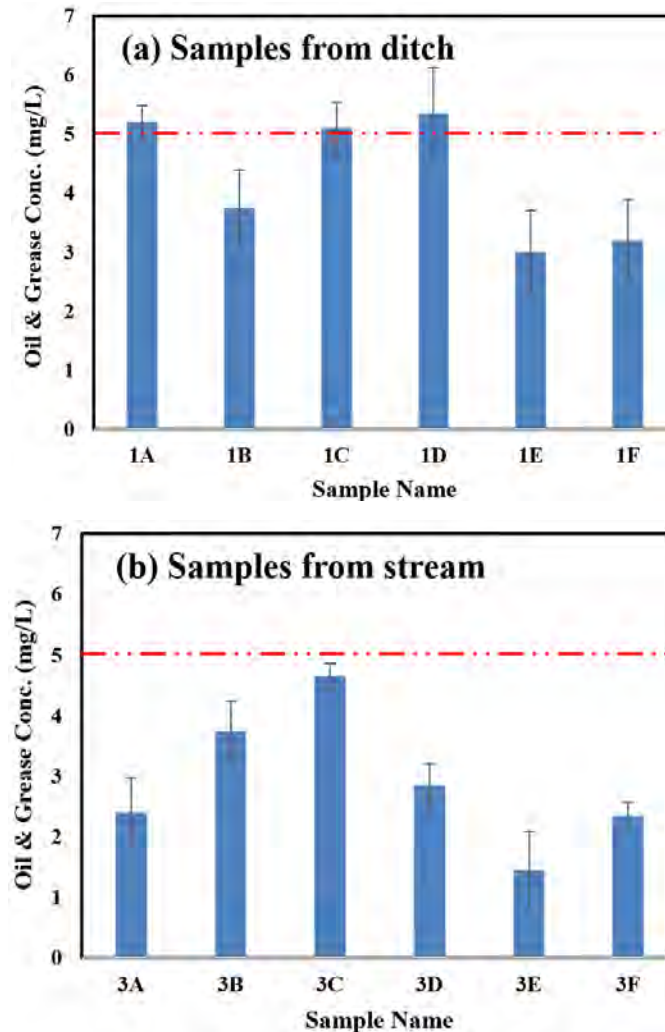 (a) Samples from ditch
Oil & Grease Conc. (mg/L)
7
6
5
4
3
2
1
0
1A 1B 1C 1D 1E 1F
Sample Name
(b) Samples from stream
Oil & Grease Conc. (mg/L)
7
6
5
4
3
2
1
0
3A 3B 3C 3D 3E 3F
Sample Name